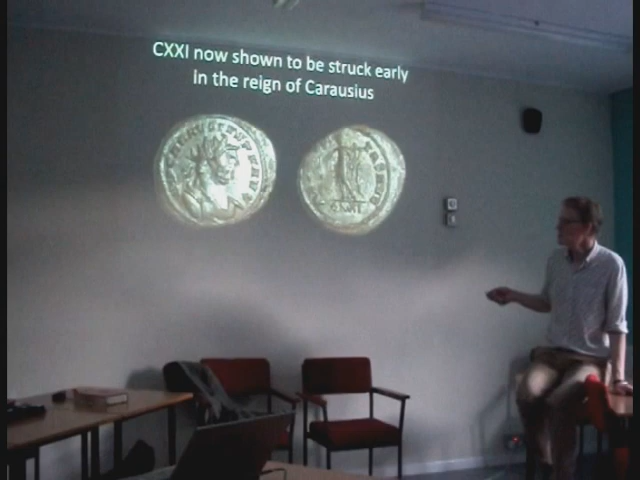 CXXI now shown to be struck early
in the reign of Carausius